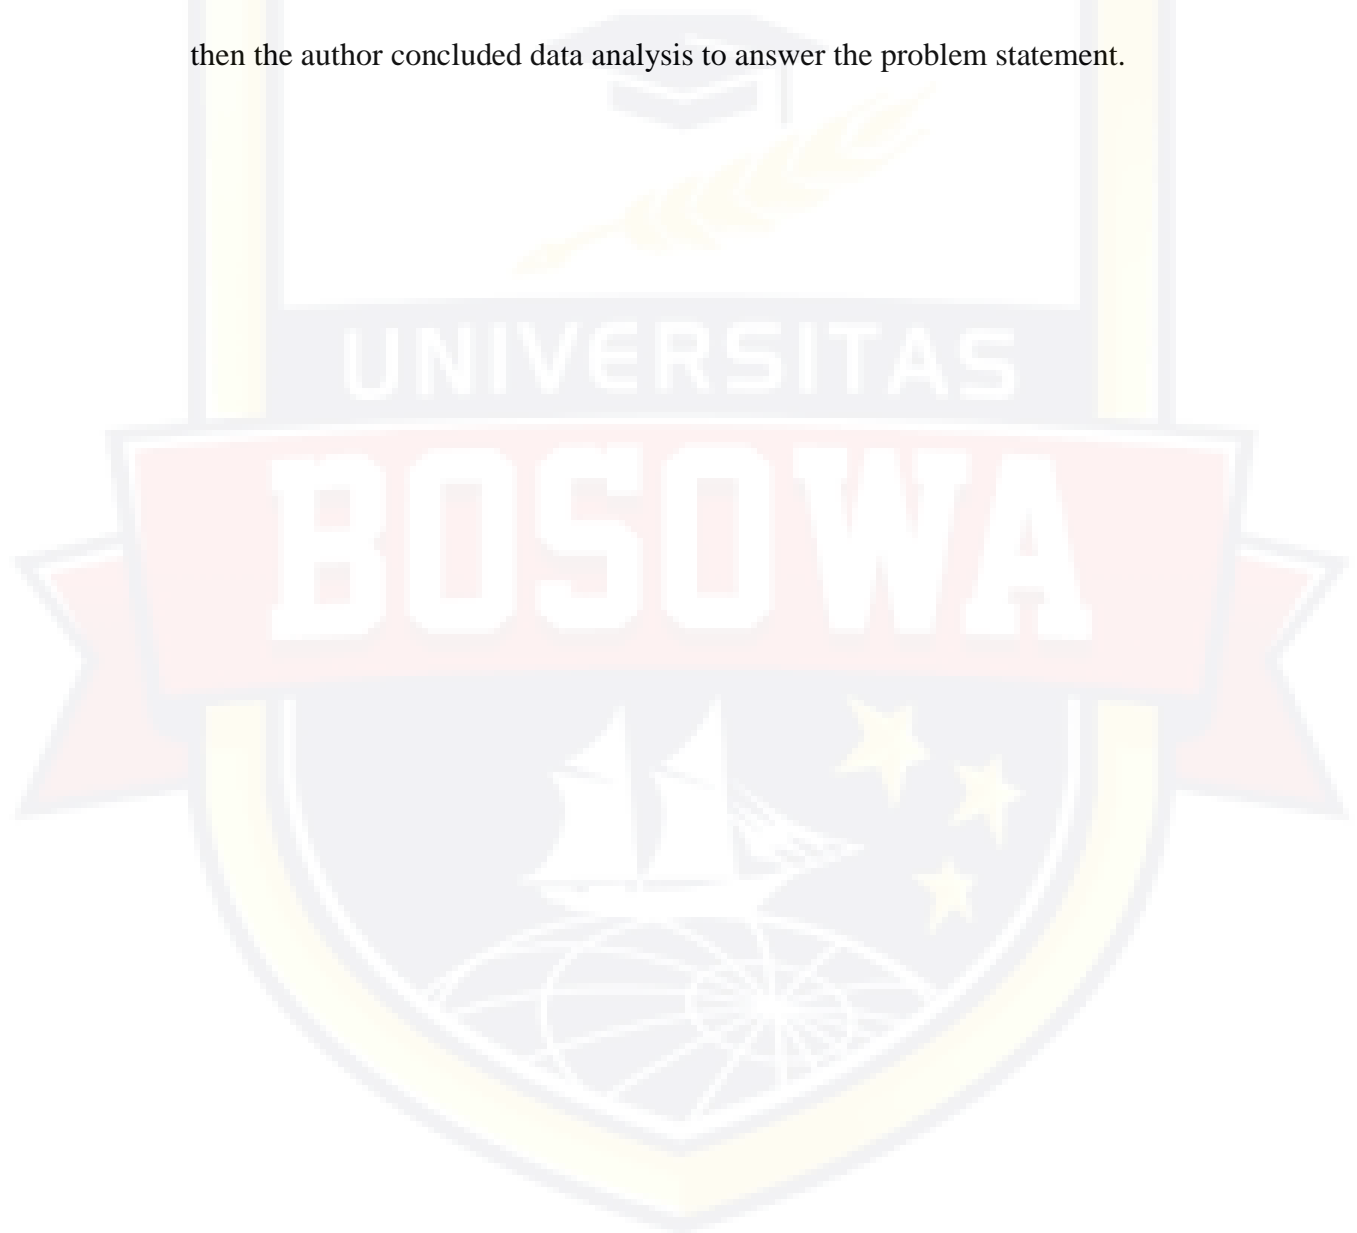 then the author concluded data analysis to answer the problem statement.
UNIVERSITAS
BOSOWA